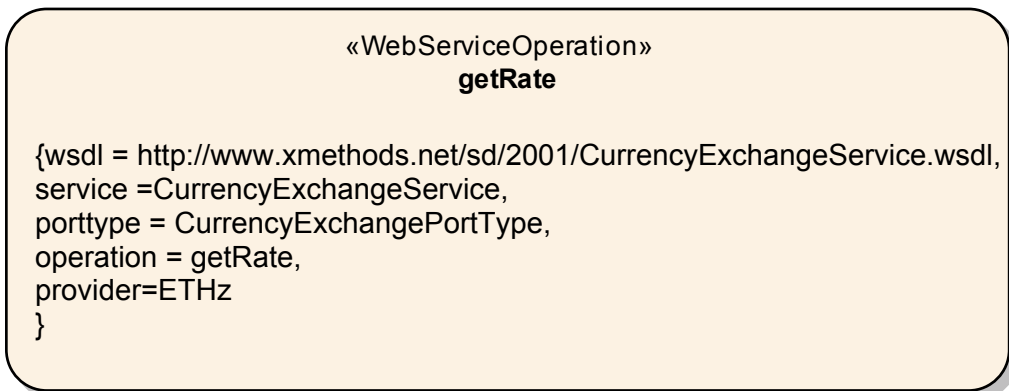 «WebServiceOperation»
getRate
{wsdl = http://www.xmethods.net/sd/2001/CurrencyExchangeService.wsdl,
service =CurrencyExchangeService,
porttype = CurrencyExchangePortType,
operation = getRate,
provider=ETHz
}